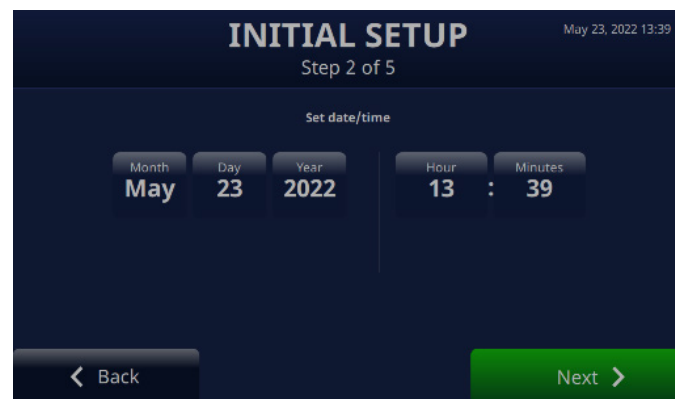 INITIAL SETUP
May 23, 2022 13:39
Step 2 of 5
Set date/time
Month Day Year Hour Minutes
May 23 2022 13 : 39
Back Next